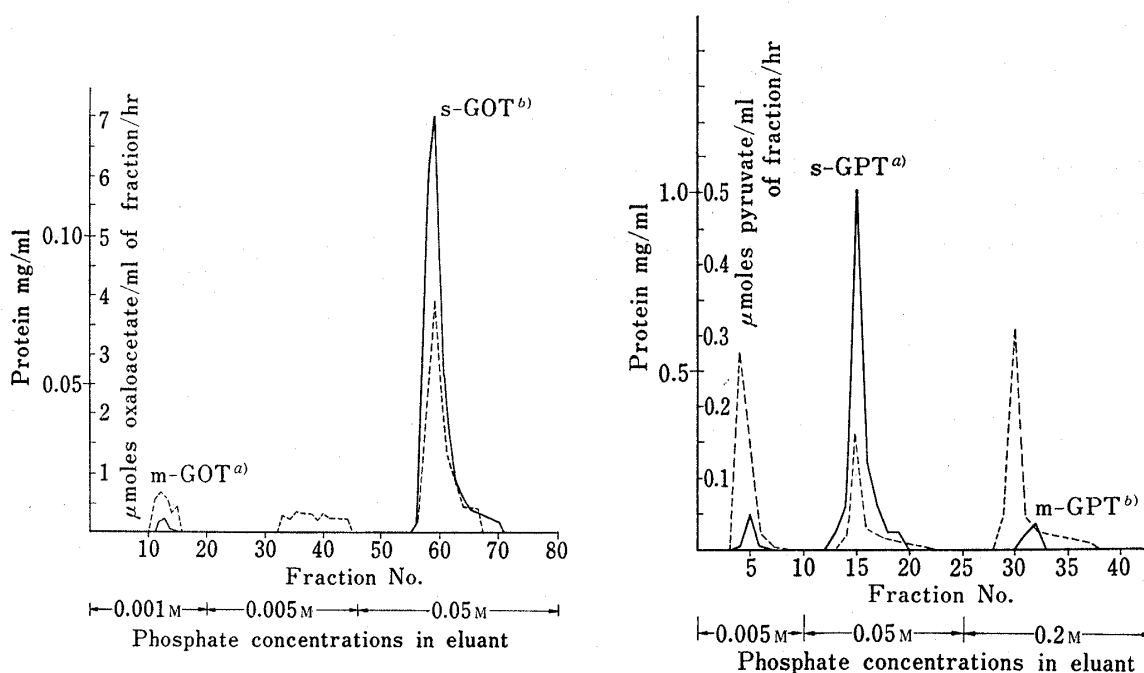 Protein mg/ml
0.10
0.05
7
6
5
4
3
2
1
μmoles oxaloacetate/ml of fraction/hr
s-GOT b)
m-GOT a)
10 20 30 40 50 60 70 80
Fraction No.
0.001 M 0.005 M 0.05 M
Phosphate concentrations in eluant
Protein mg/ml
1.0
0.5
0.5
0.4
0.3
0.2
0.1
μmoles pyruvate/ml
of fraction/hr
s-GPT a)
m-GPT b)
5 10 15 20 25 30 35 40
Fraction No.
0.005 M 0.05 M 0.2 M
Phosphate concentrations in eluant